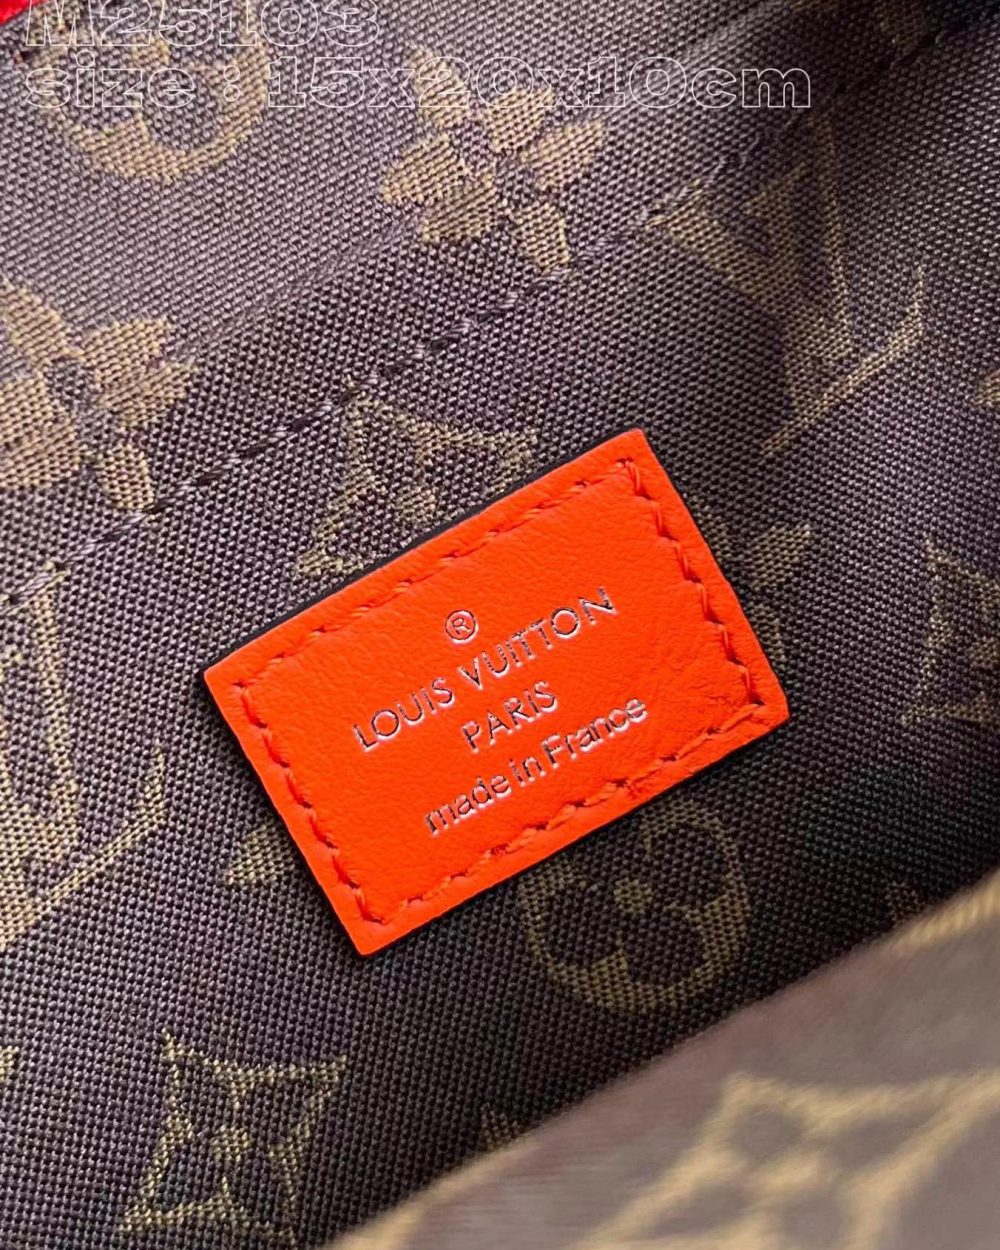 M25103
size : 15x20x10cm
®
LOUIS VUITTON
PARIS
made in France